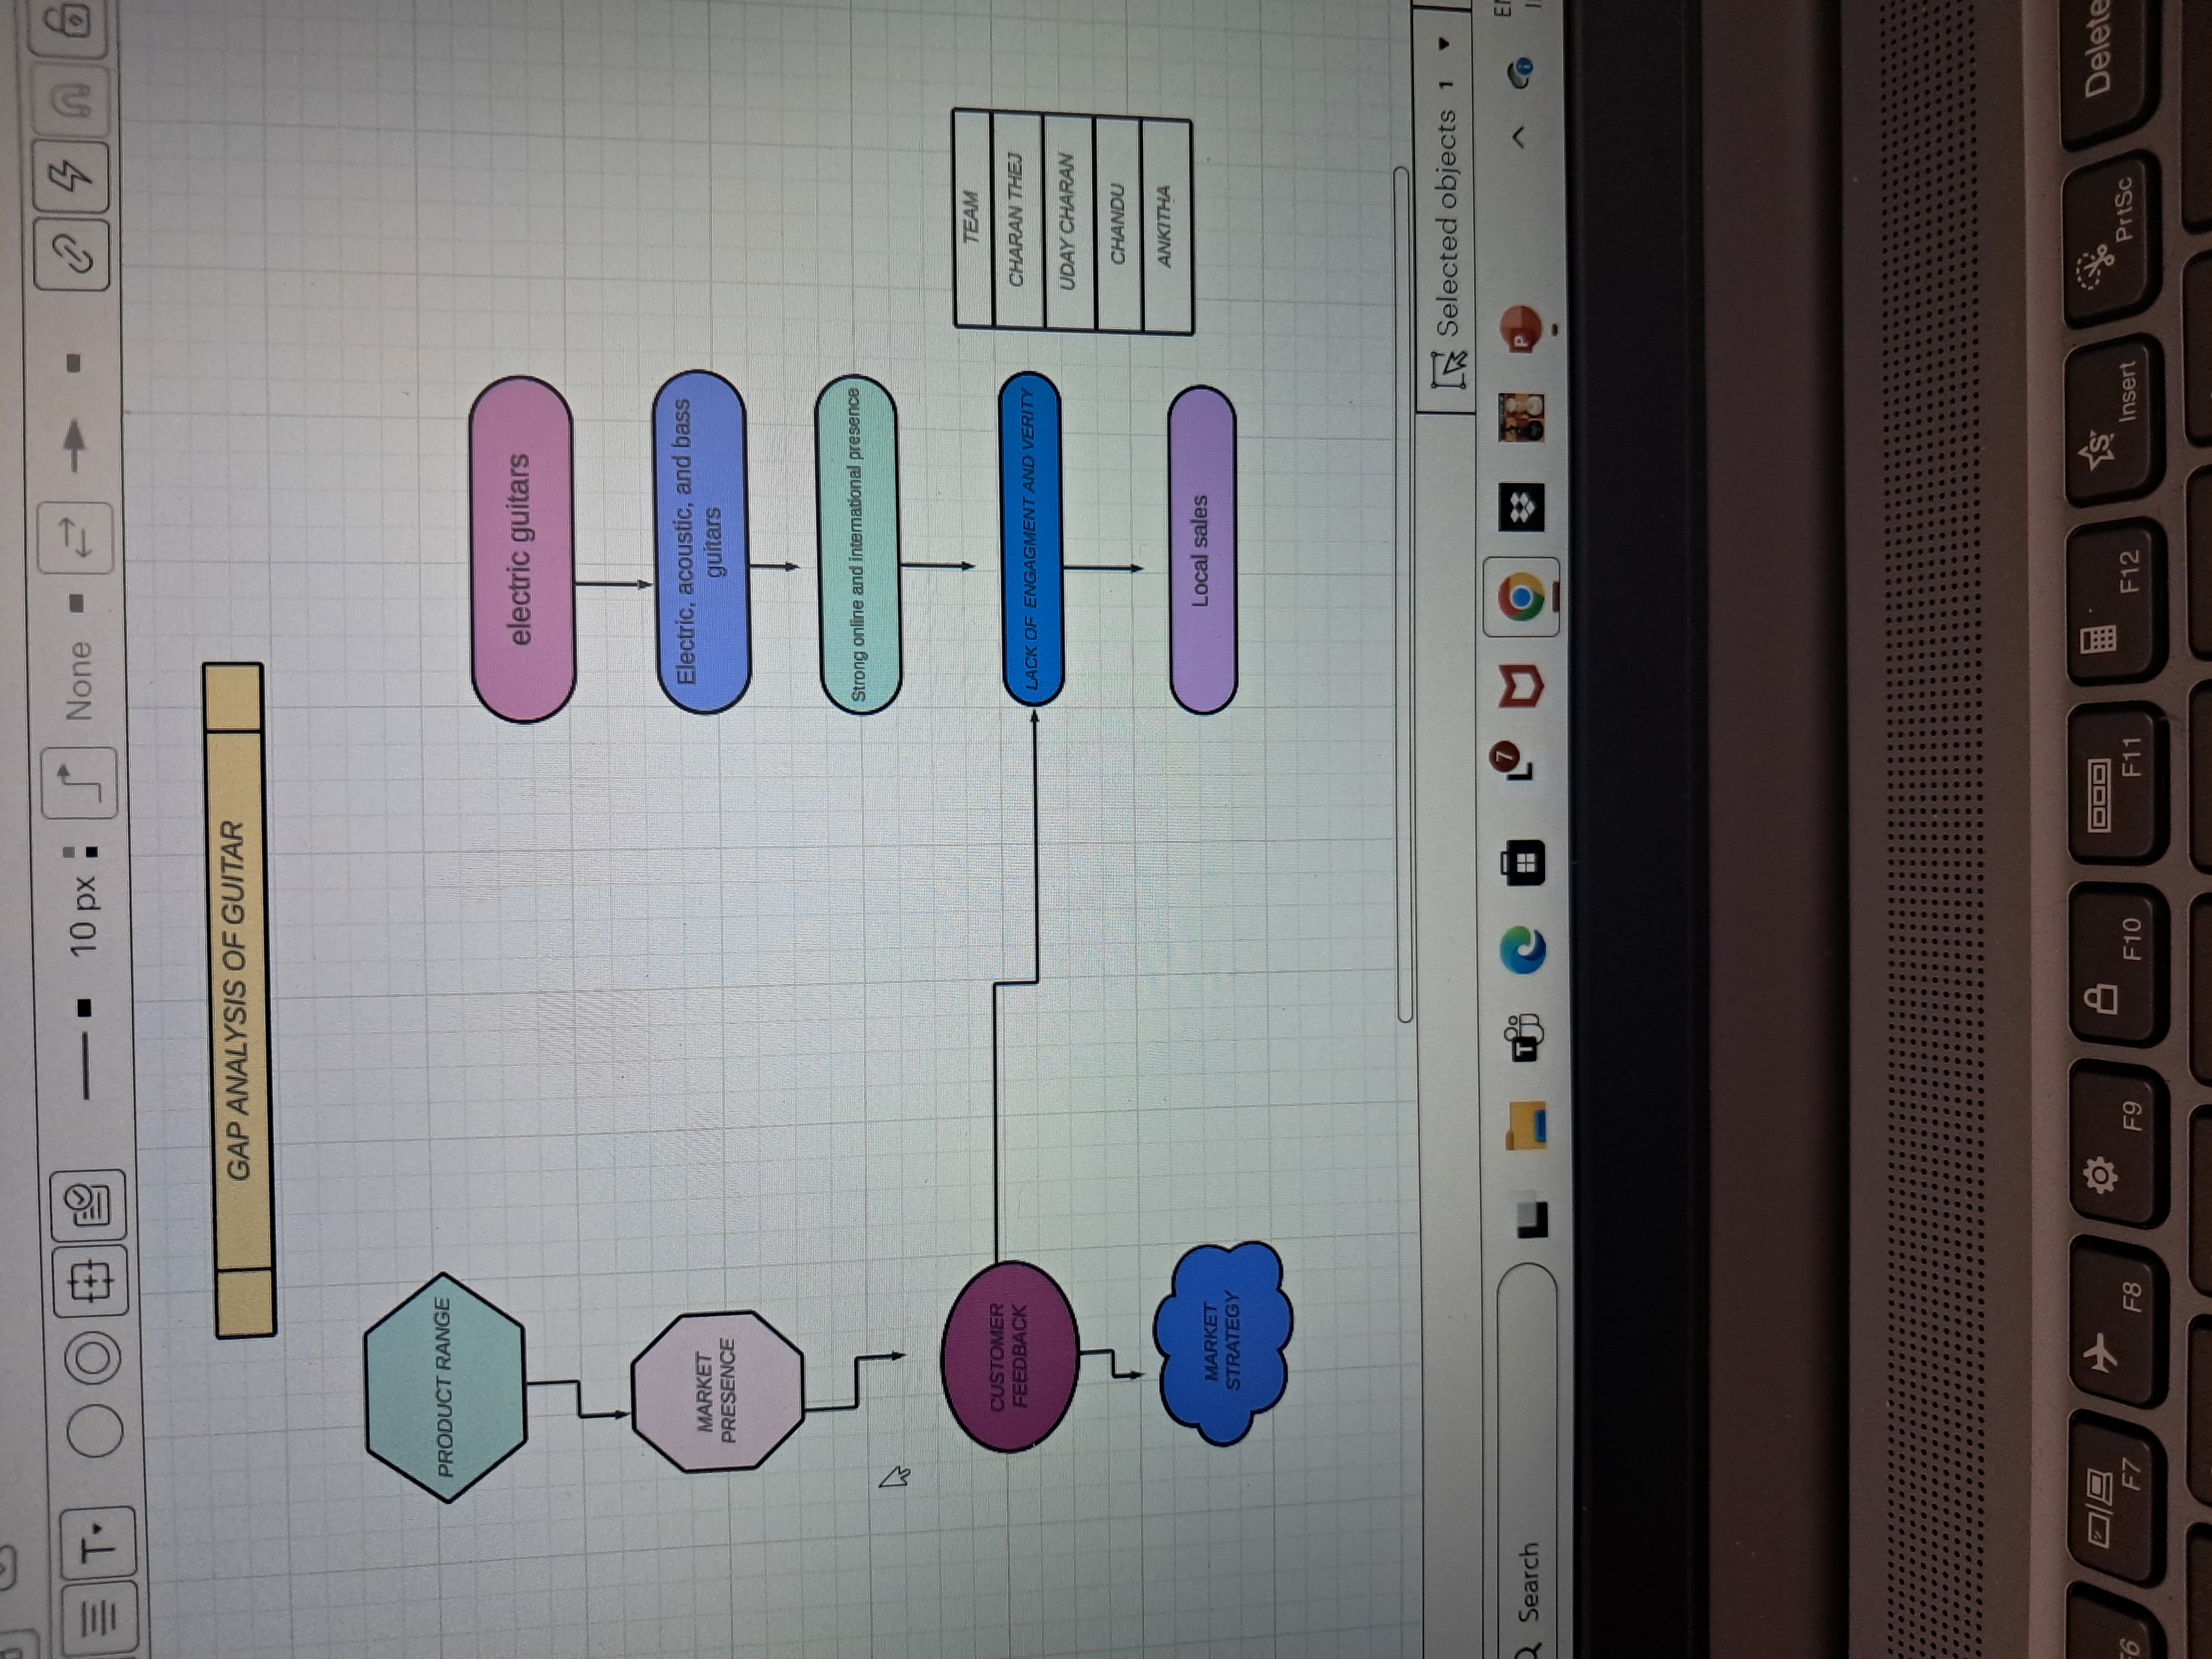 T
10 px
None
GAP ANALYSIS OF GUITAR
PRODUCT RANGE
MARKET
PRESENCE
CUSTOMER
FEEDBACK
MARKET
STRATEGY
electric guitars
Electric, acoustic, and bass
guitars
Strong online and international presence
LACK OF ENGAGMENT AND VERITY
Local sales
TEAM
CHARAN THEJ
UDAY CHARAN
CHANDU
ANKITHA
Selected objects 1
Search
T
L
7
P
F7
F8
F9
F10
F11
F12
S
Insert
PrtSc
Delete